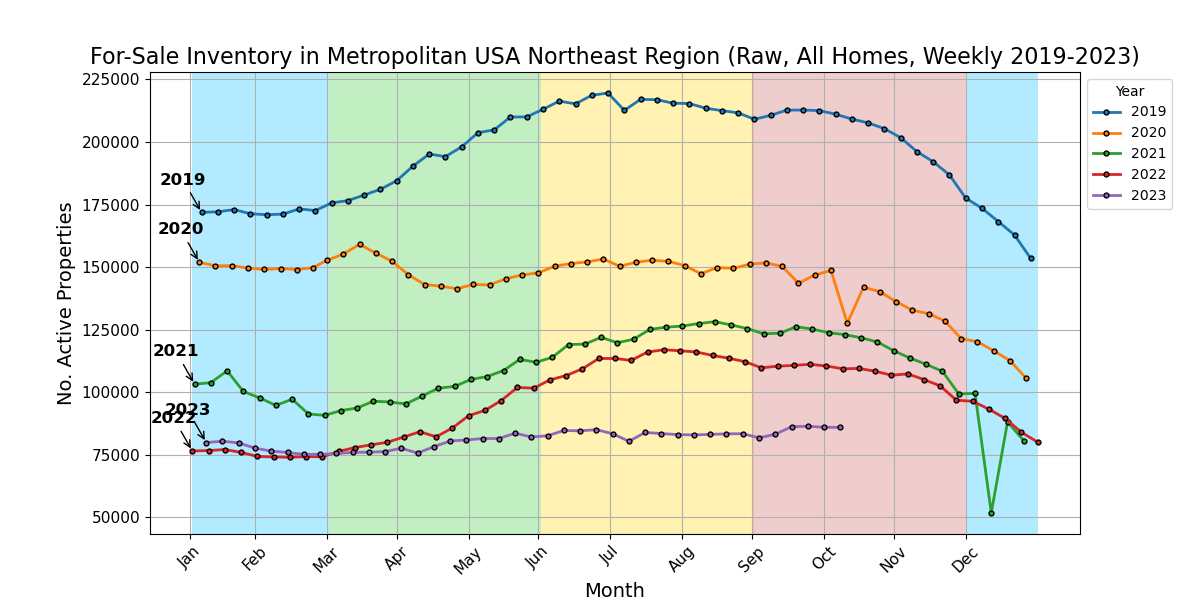 For-Sale Inventory in Metropolitan USA Northeast Region (Raw, All Homes, Weekly 2019-2023)
No. Active Properties
225000
200000
175000
150000
125000
100000
75000
50000
2019
2020
2021
2023
2022
Year
2019
2020
2021
2022
2023
Jan
Feb
Mar
Apr
May
Jun
Jul
Aug
Sep
Oct
Nov
Dec
Month